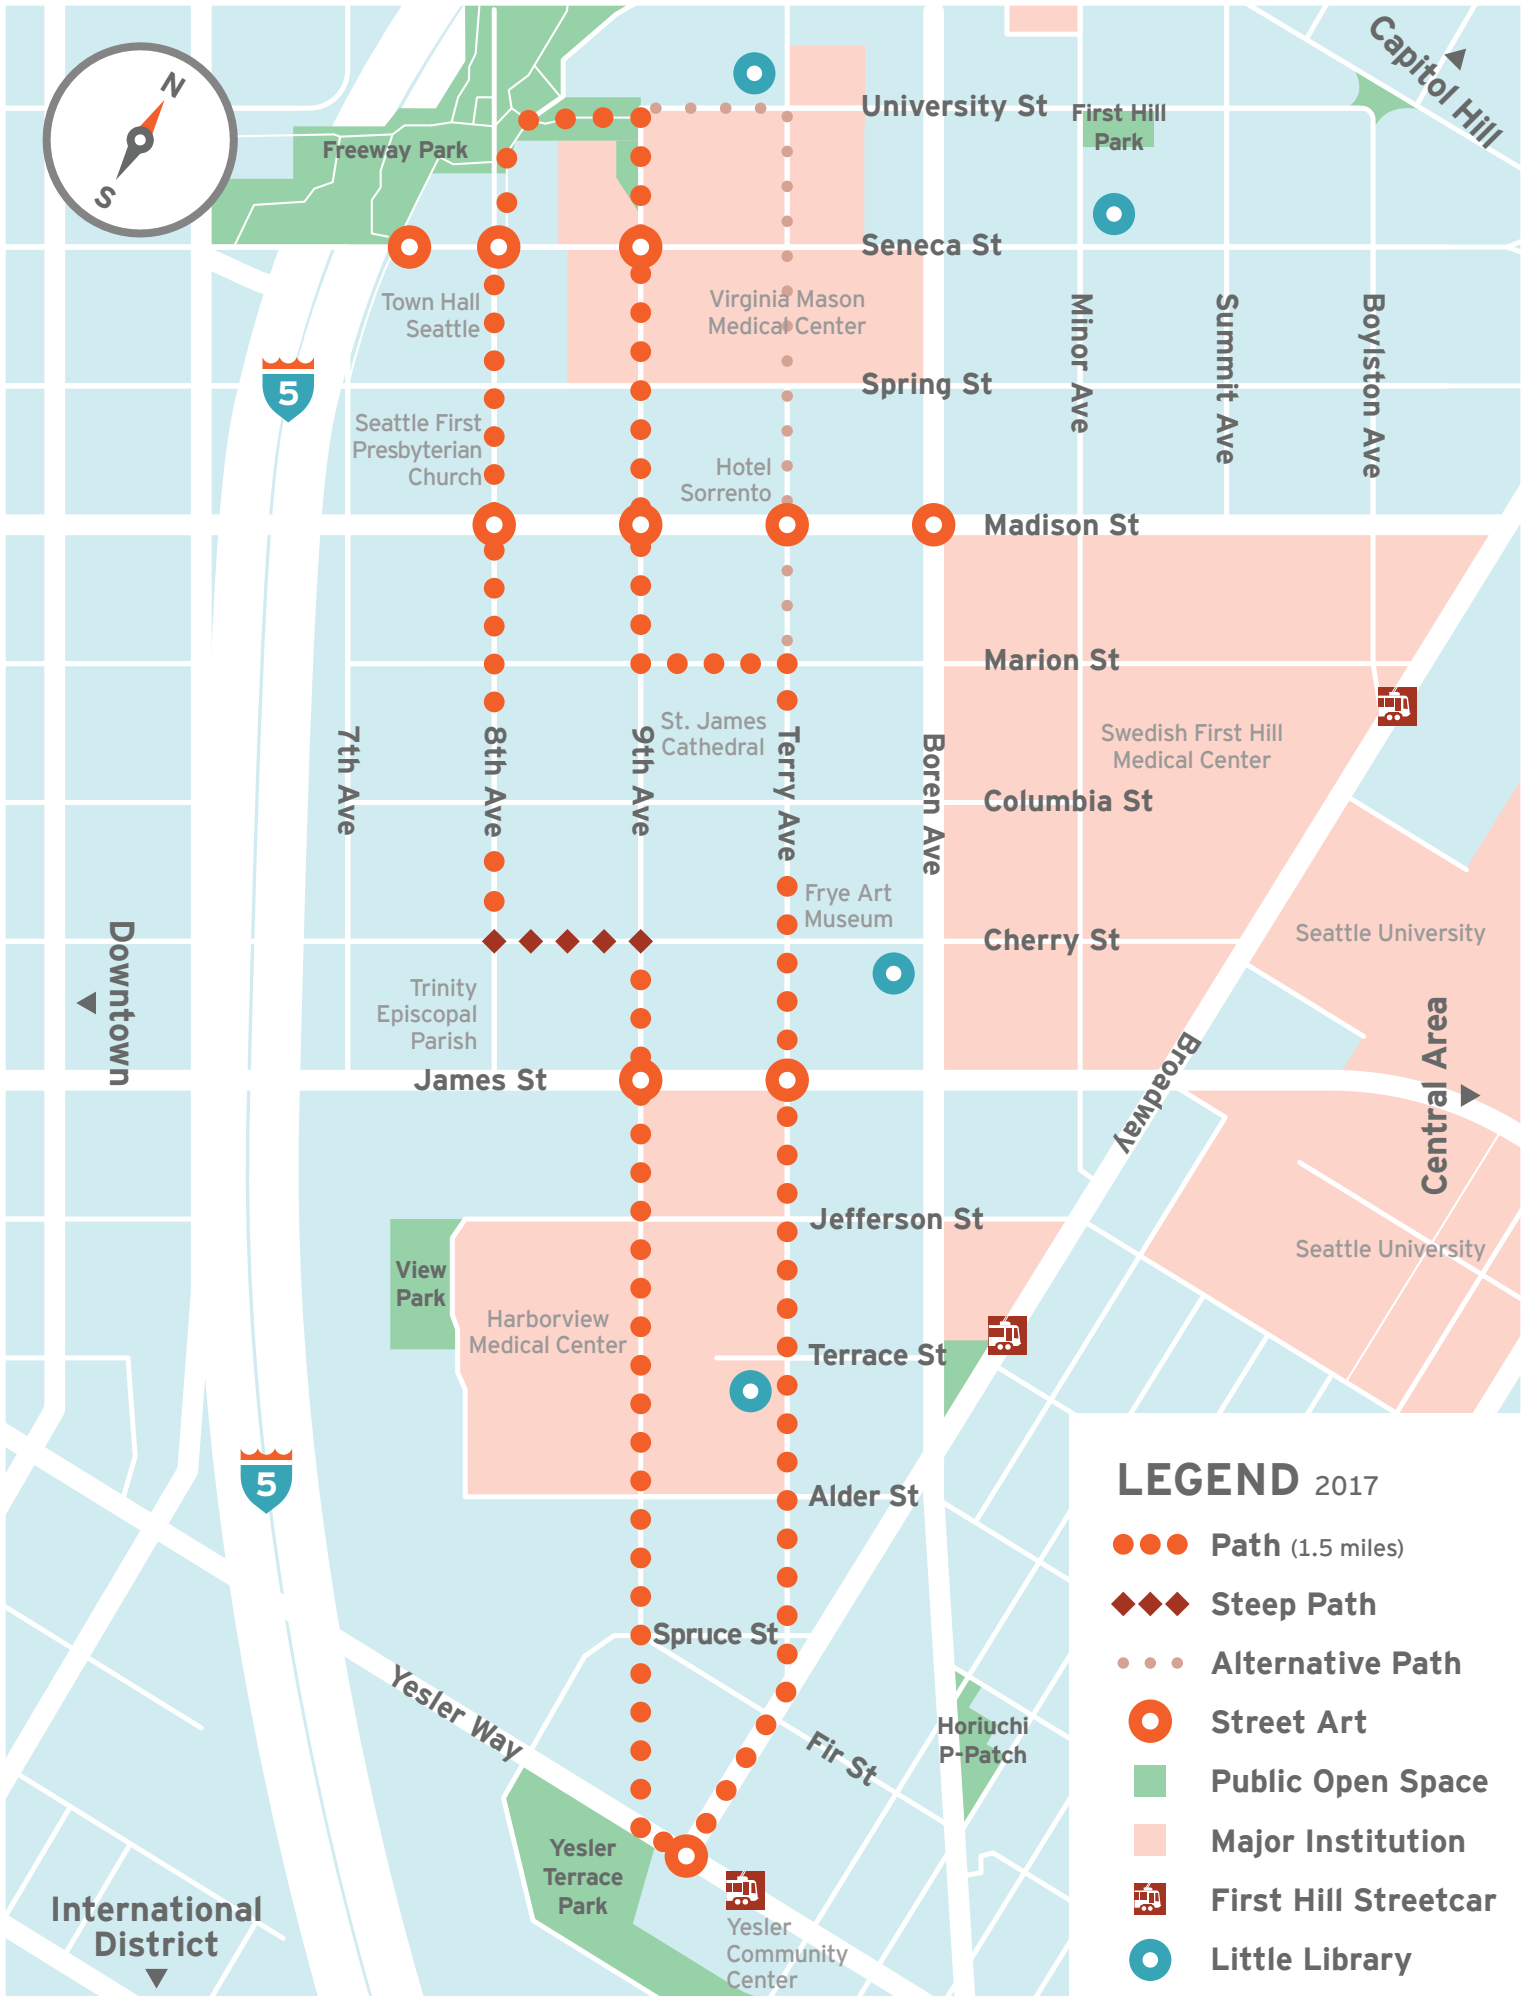 N
S
Capitol Hill
University St
First Hill
Park
Freeway Park
Seneca St
Town Hall
Seattle
Virginia Mason
Medical Center
Minor Ave
Summit Ave
Boylston Ave
5
Spring St
Seattle First
Presbyterian
Church
Hotel
Sorrento
Madison St
Marion St
7th Ave
8th Ave
9th Ave
St. James
Cathedral
Terry Ave
Boren Ave
Swedish First Hill
Medical Center
Columbia St
Frye Art
Museum
Downtown
Cherry St
Seattle University
Trinity
Episcopal
Parish
Central Area
James St
Broadway
Jefferson St
Seattle University
View
Park
Harborview
Medical Center
Terrace St
5
Alder St
Spruce St
Yesler Way
Fir St
Horiuchi
P-Patch
Yesler
Terrace
Park
International
District
Yesler
Community
Center
LEGEND 2017
Path (1.5 miles)
Steep Path
Alternative Path
Street Art
Public Open Space
Major Institution
First Hill Streetcar
Little Library